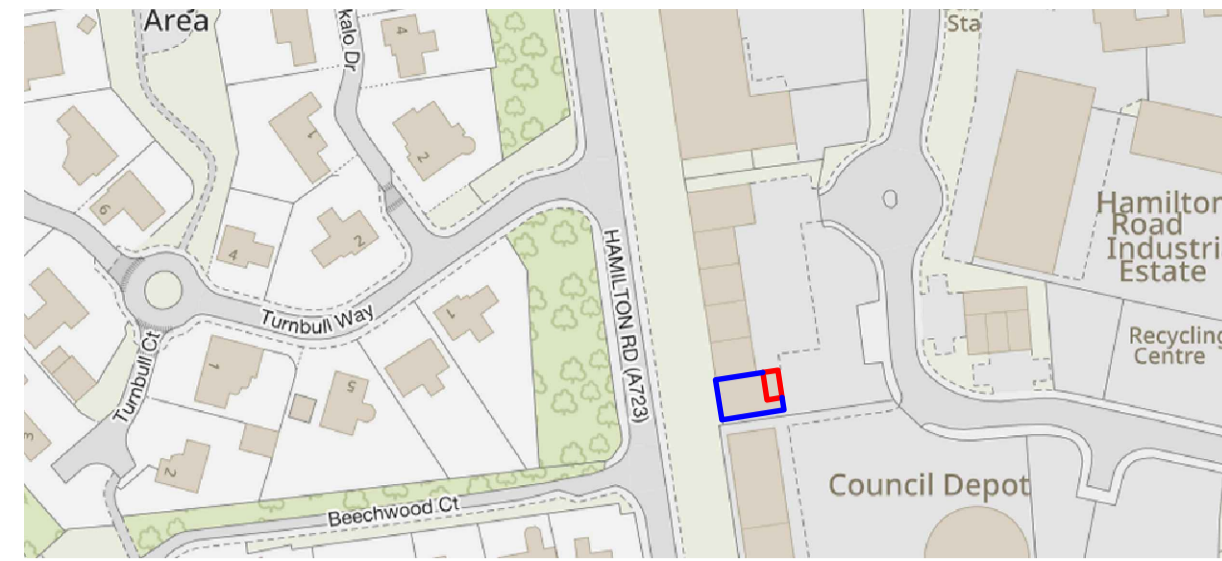 Area
kalo Dr
4
Sta
1
2
6
4
2
Hamilton
Road
Industri
Estate
HAMILTON RD (A723)
Turnbull Way
1
Turnbull Ct
1
5
Recycling
Centre
2
Council Depot
Beechwood Ct